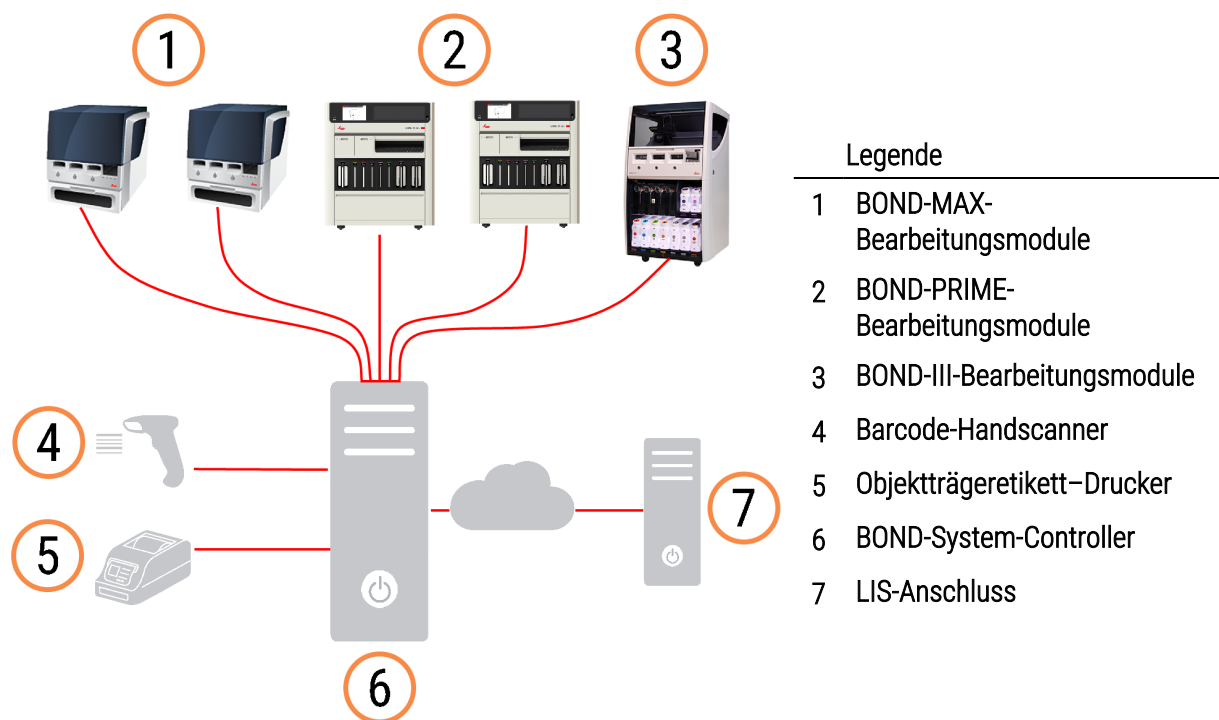 1
2
3
4
5
6
7
Legende
1 BOND-MAX-
Bearbeitungsmodule
2 BOND-PRIME-
Bearbeitungsmodule
3 BOND-III-Bearbeitungsmodule
4 Barcode-Handscanner
5 Objektträgeretikett–Drucker
6 BOND-System-Controller
7 LIS-Anschluss